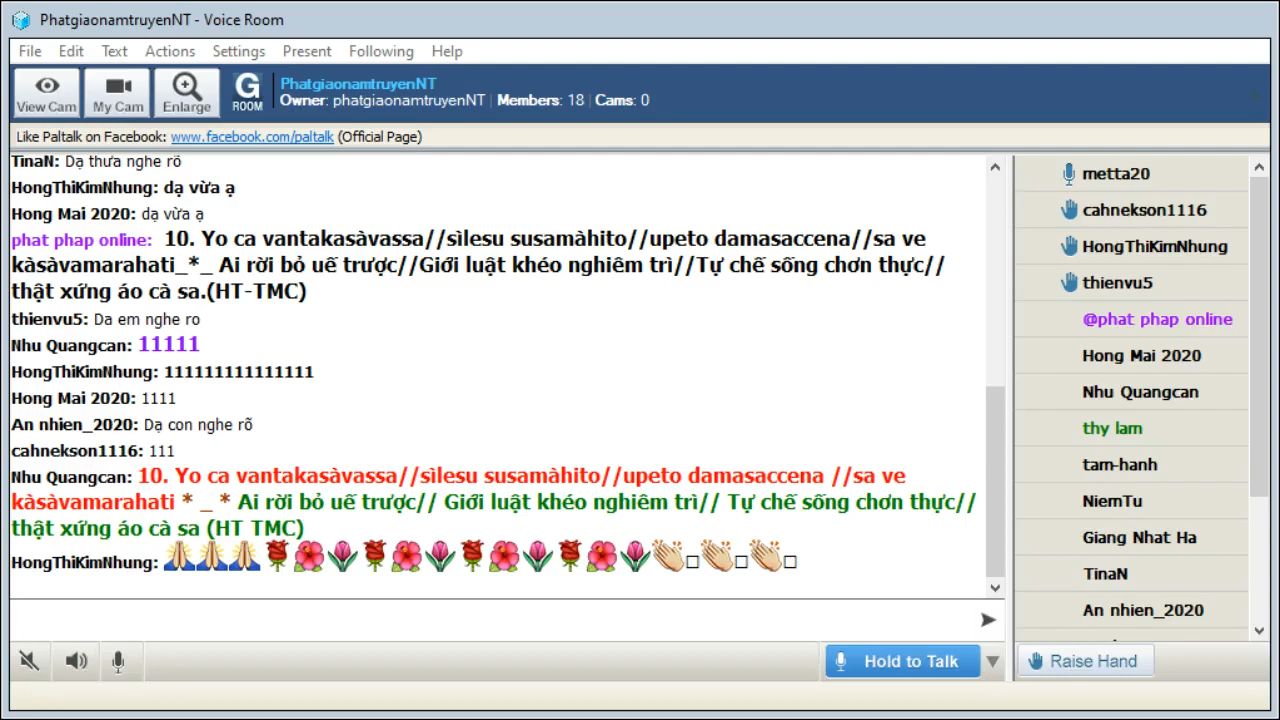 PhatgiaonamtruyenNT - Voice Room
File Edit Text Actions Settings Present Following Help
View Cam
My Cam
Enlarge
G
ROOM
PhatgiaonamtruyenNT
Owner: phatgiaonamtruyenNT | Members: 18 | Cams: 0
Like Paltalk on Facebook: www.facebook.com/paltalk (Official Page)
TinaN: Dạ thưa nghe rõ
HongThiKimNhung: dạ vừa ạ
Hong Mai 2020: dạ vừa ạ
phat phap online: 10. Yo ca vantakasàvassa//sìlesu susamàhito//upeto damasaccena//sa ve
kàsàvamarahati_*_ Ai rời bỏ uế trược//Giới luật khéo nghiêm trì//Tự chế sống chơn thực//
thật xứng áo cà sa.(HT-TMC)
thienvu5: Da em nghe ro
Nhu Quangcan: 11111
HongThiKimNhung: 111111111111111
Hong Mai 2020: 1111
An nhien_2020: Dạ con nghe rõ
cahnekson1116: 111
Nhu Quangcan: 10. Yo ca vantakasàvassa//sìlesu susamàhito//upeto damasaccena //sa ve
kàsàvamarahati * _ * Ai rời bỏ uế trược// Giới luật khéo nghiêm trì// Tự chế sống chơn thực//
thật xứng áo cà sa (HT TMC)
HongThiKimNhung: 🙏🙏🙏🌹🌺🌷🌹🌺🌷🌹🌺🌷🌹🌺🌷👏□👏□👏□
Hold to Talk
metta20
cahnekson1116
HongThiKimNhung
thienvu5
@phat phap online
Hong Mai 2020
Nhu Quangcan
thy lam
tam-hanh
NiemTu
Giang Nhat Ha
TinaN
An nhien_2020
Raise Hand